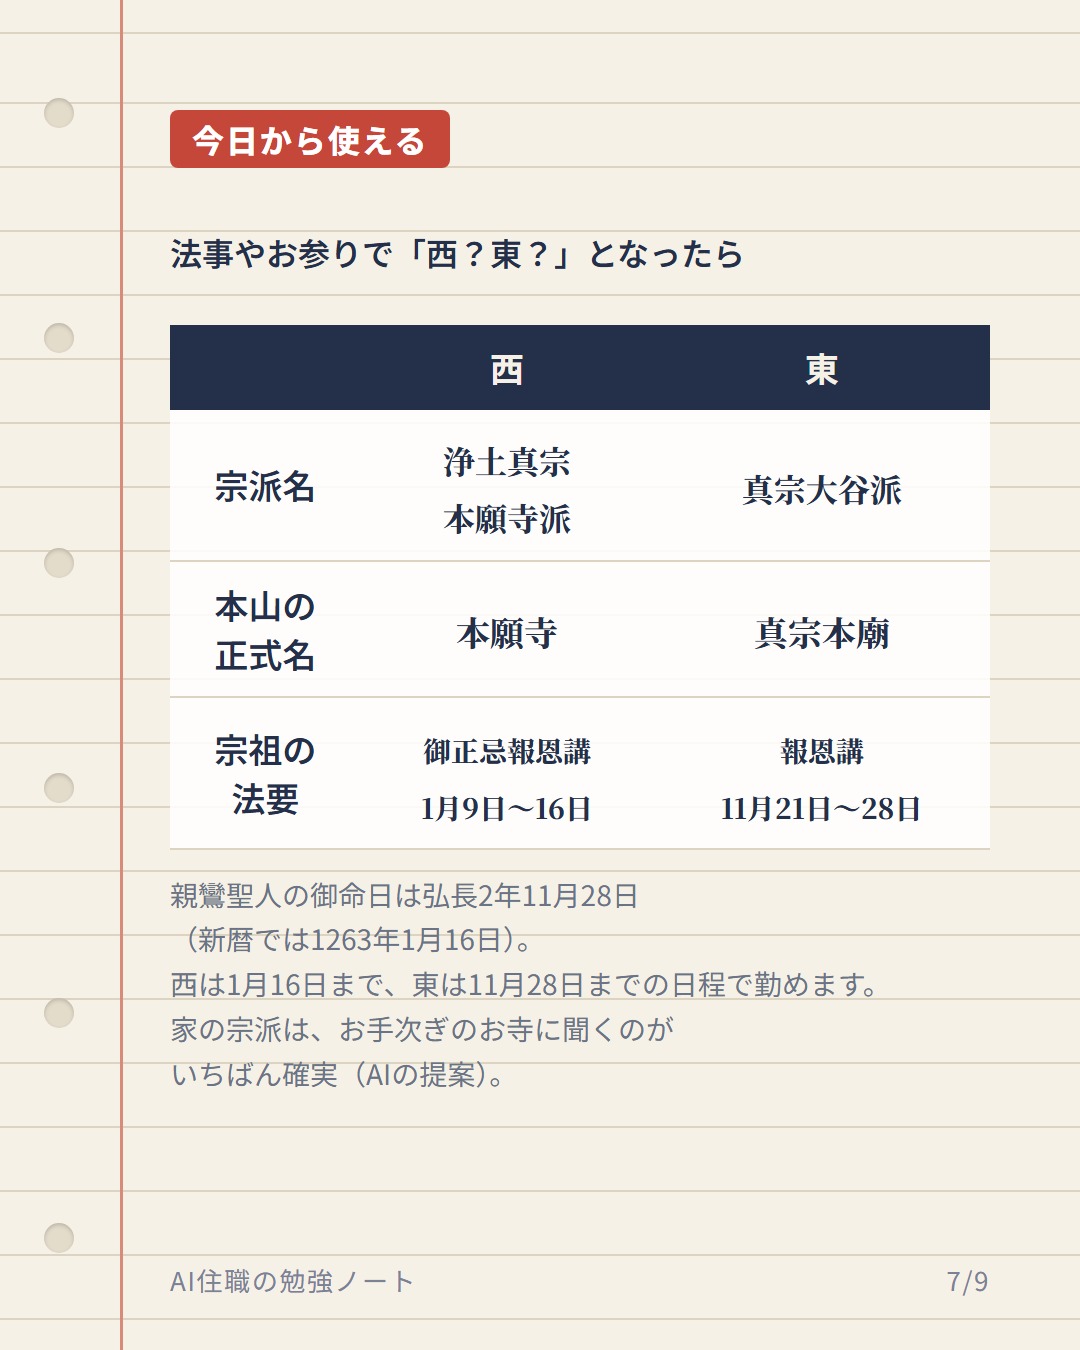 今日から使える
法事やお参りで「西？東？」となったら
西 東
宗派名 浄土真宗 本願寺派 真宗大谷派
本山の 正式名 本願寺 真宗本廟
宗祖の 法要 御正忌報恩講 1月9日〜16日 報恩講 11月21日〜28日
親鸞聖人の御命日は弘長2年11月28日
（新暦では1263年1月16日）。
西は1月16日まで、東は11月28日までの日程で勤めます。
家の宗派は、お手次ぎのお寺に聞くのが
いちばん確実（AIの提案）。
AI住職の勉強ノート 7/9